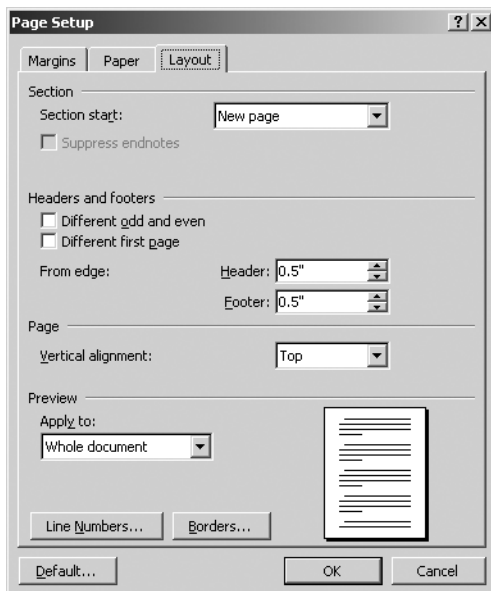 Page Setup ? X
Margins Paper Layout
Section
Section start: New page
Suppress endnotes
Headers and footers
Different odd and even
Different first page
From edge: Header: 0.5"
Footer: 0.5"
Page
Vertical alignment: Top
Preview
Apply to:
Whole document
Line Numbers... Borders...
Default... OK Cancel